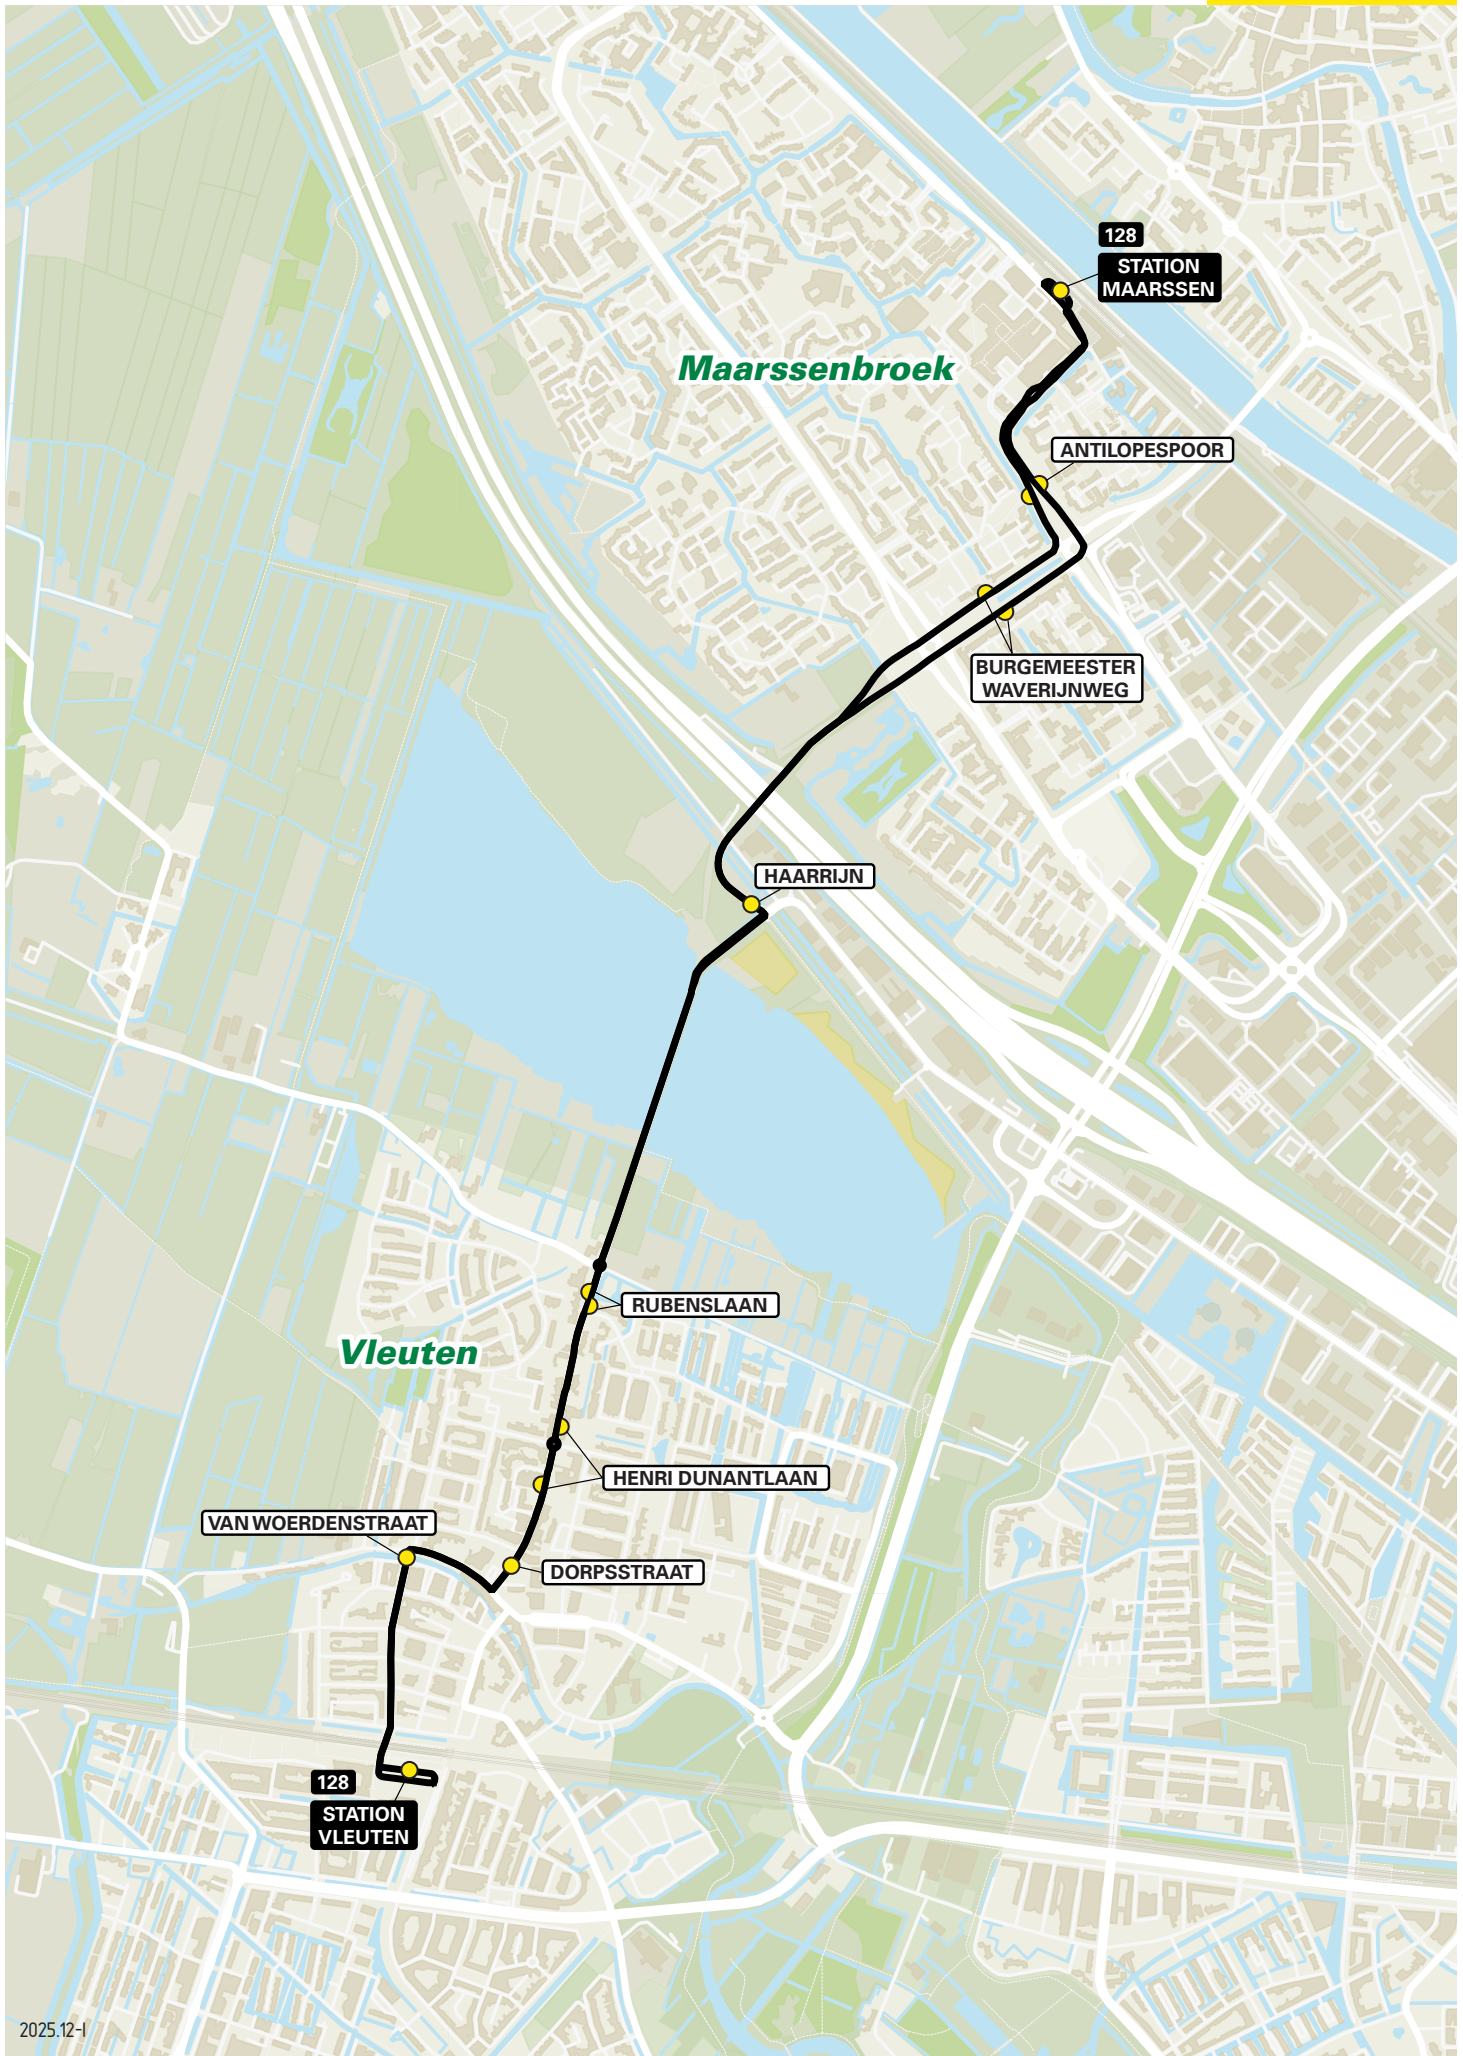 128
STATION
MAARSSEN
Maarssenbroek
ANTILOPESPOOR
BURGEMEESTER
WAVERIJNWEG
HAARRIJN
RUBENSLAAN
Vleuten
HENRI DUNANTLAAN
VAN WOERDENSTRAAT
DORPSSTRAAT
128
STATION
VLEUTEN
2025.12-I